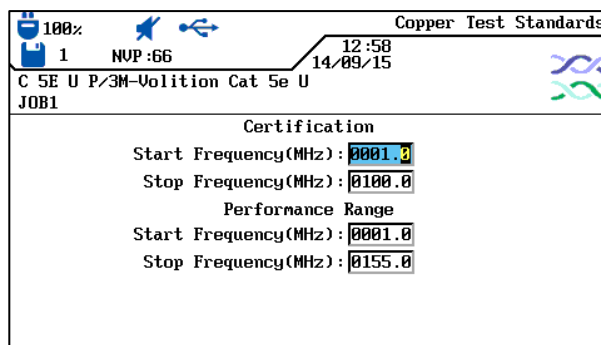 100% Copper Test Standards
1 NVP:66 12:58
14/09/15
C 5E U P/3M-Volition Cat 5e U
JOB1
Certification
Start Frequency(MHz): 0001.0
Stop Frequency(MHz): 0100.0
Performance Range
Start Frequency(MHz): 0001.0
Stop Frequency(MHz): 0155.0